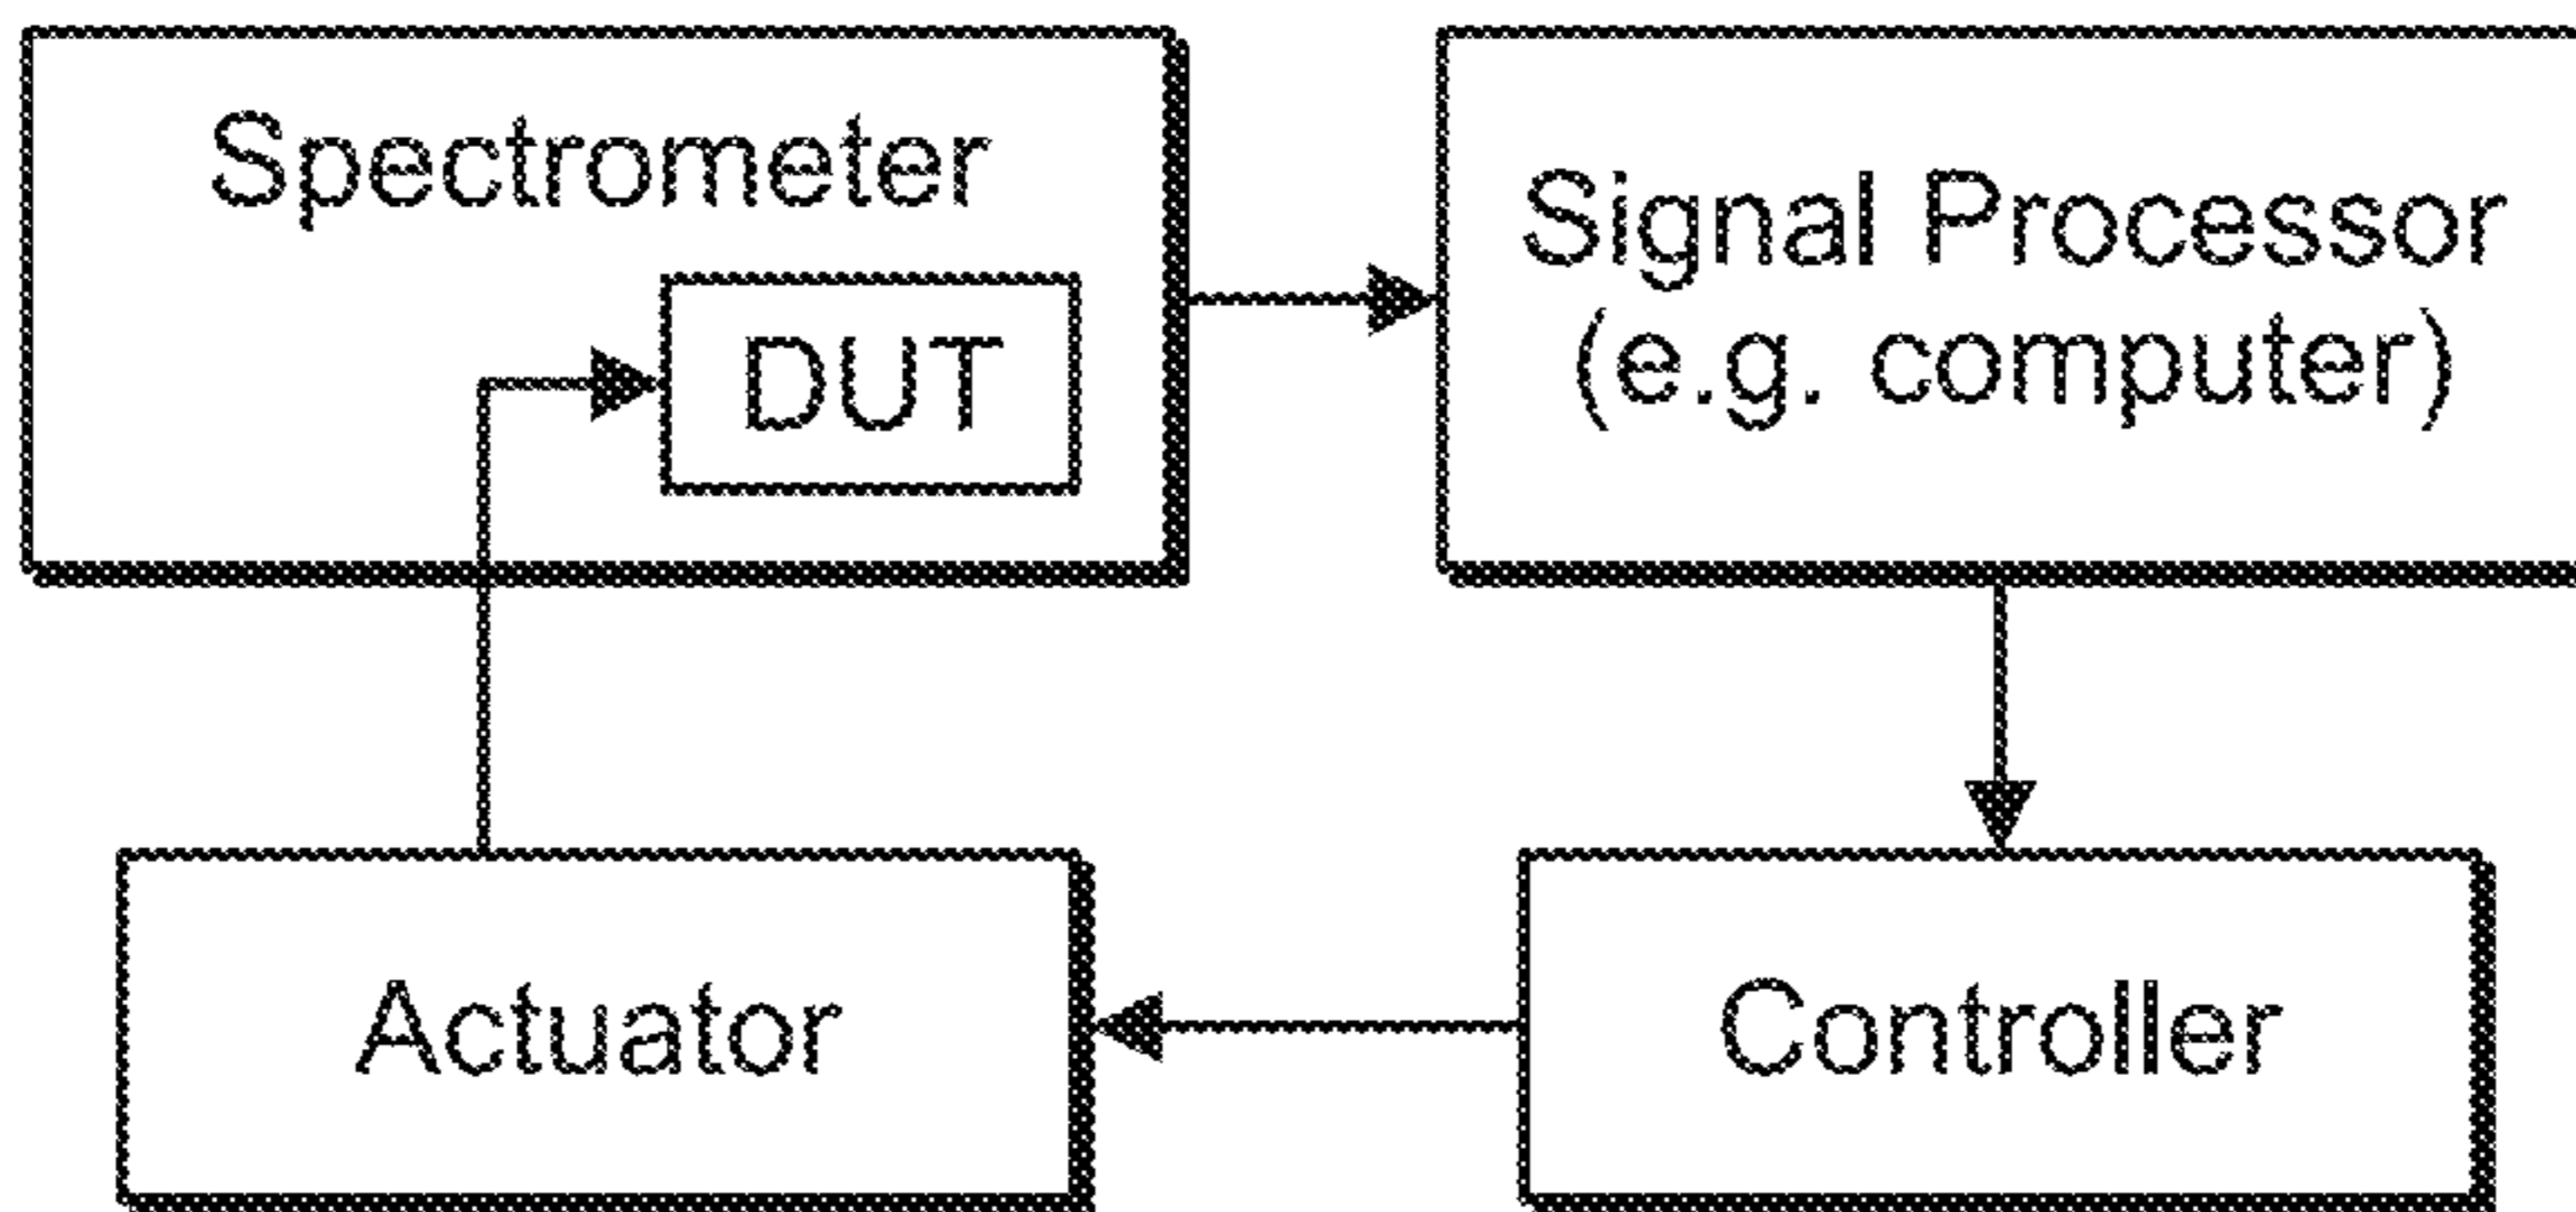 Spectrometer
DUT
Signal Processor
(e.g. computer)
Actuator
Controller